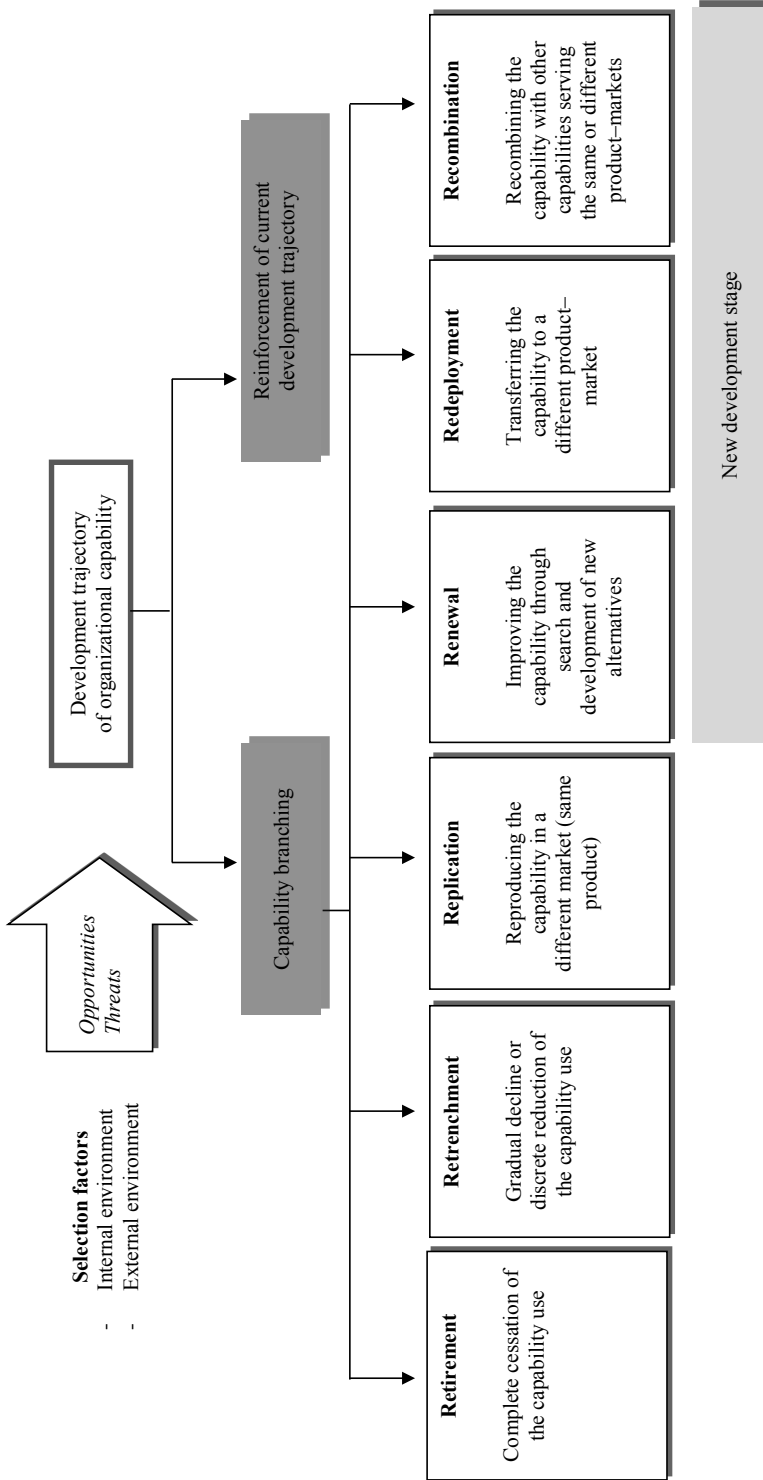 Selection factors
- Internal environment
- External environment
Opportunities
Threats
Development trajectory
of organizational capability
Capability branching
Reinforcement of current
development trajectory
Retirement
Complete cessation of
the capability use
Retrenchment
Gradual decline or
discrete reduction of
the capability use
Replication
Reproducing the
capability in a
different market (same
product)
Renewal
Improving the
capability through
search and
development of new
alternatives
Redeployment
Transferring the
capability to a
different product–
market
Recombination
Recombining the
capability with other
capabilities serving
the same or different
product–markets
New development stage